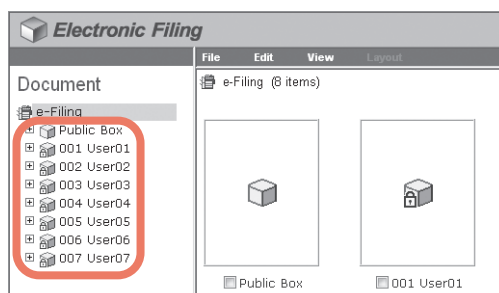 Electronic Filing
File Edit View Layout
Document
e-Filing (8 items)
e-Filing
Public Box
001 User01
002 User02
003 User03
004 User04
005 User05
006 User06
007 User07
Public Box
001 User01